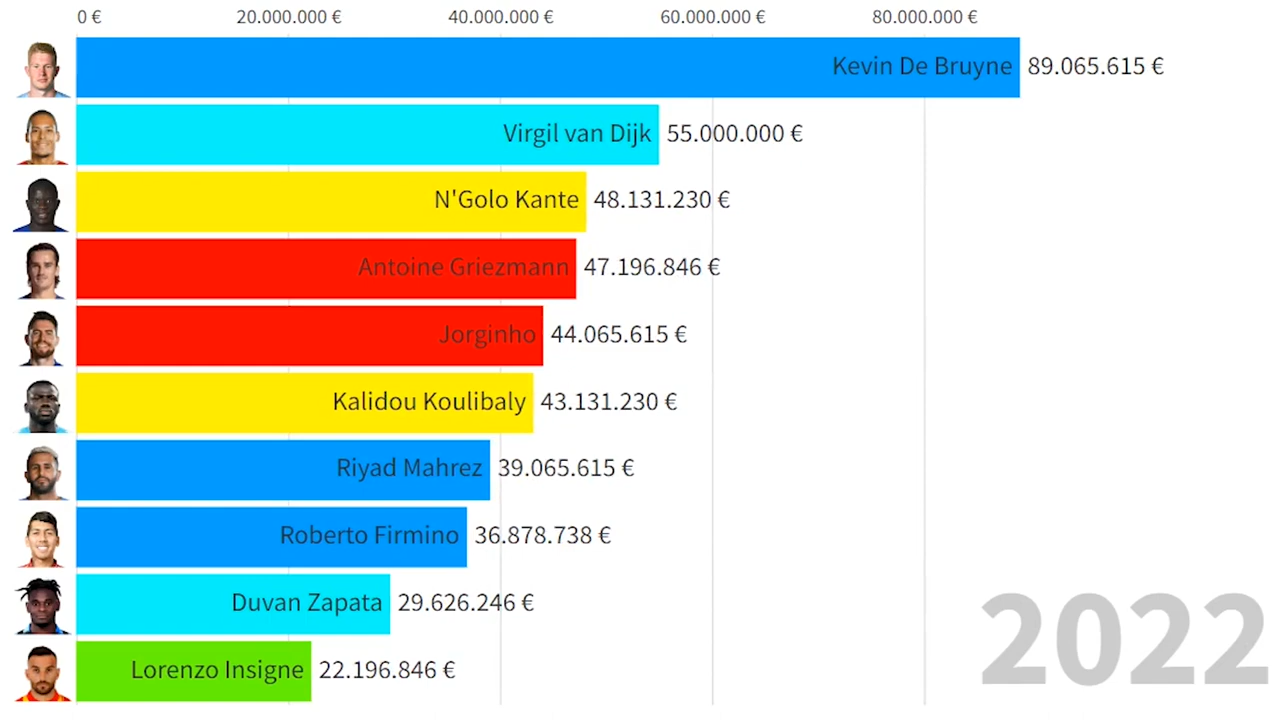 0 € 20.000.000 € 40.000.000 € 60.000.000 € 80.000.000 €
Kevin De Bruyne 89.065.615 €
Virgil van Dijk 55.000.000 €
N'Golo Kante 48.131.230 €
Antoine Griezmann 47.196.846 €
Jorginho 44.065.615 €
Kalidou Koulibaly 43.131.230 €
Riyad Mahrez 39.065.615 €
Roberto Firmino 36.878.738 €
Duvan Zapata 29.626.246 €
Lorenzo Insigne 22.196.846 €
2022